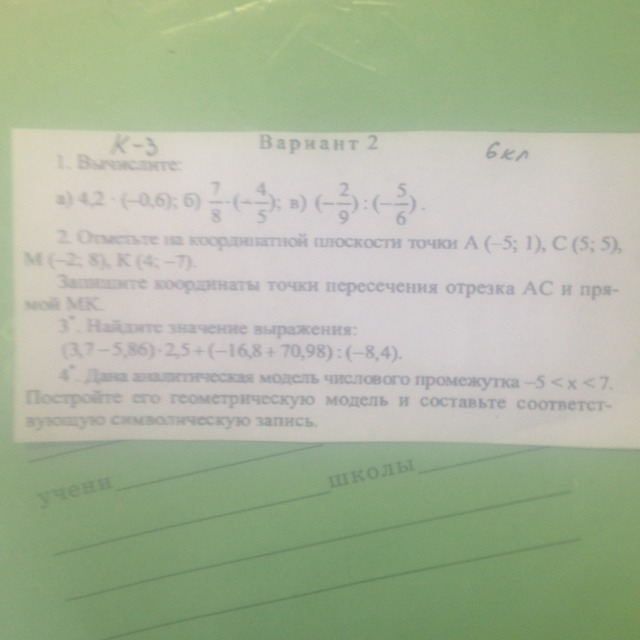 К-3 Вариант 2 6 кл
1. Вычислите:
а) 4,2 · (−0,6); б) 7/8 · (−4/5); в) (−2/9) : (−5/6).
2. Отметьте на координатной плоскости точки А (−5; 1), С (5; 5),
М (−2; 8), К (4; −7).
Запишите координаты точки пересечения отрезка АС и пря-
мой МК.
3*. Найдите значение выражения:
(3,7 − 5,86) · 2,5 + (−16,8 + 70,98) : (−8,4).
4*. Дана аналитическая модель числового промежутка −5 < x < 7.
Постройте его геометрическую модель и составьте соответст-
вующую символическую запись.
учени
школы